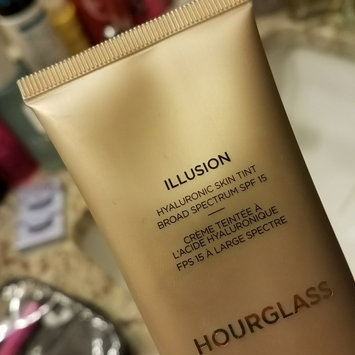 ILLUSION
HYALURONIC SKIN TINT
BROAD SPECTRUM SPF 15
CRÈME TEINTÉE À
L'ACIDE HYALURONIQUE
FPS 15 À LARGE SPECTRE
HOURGLASS